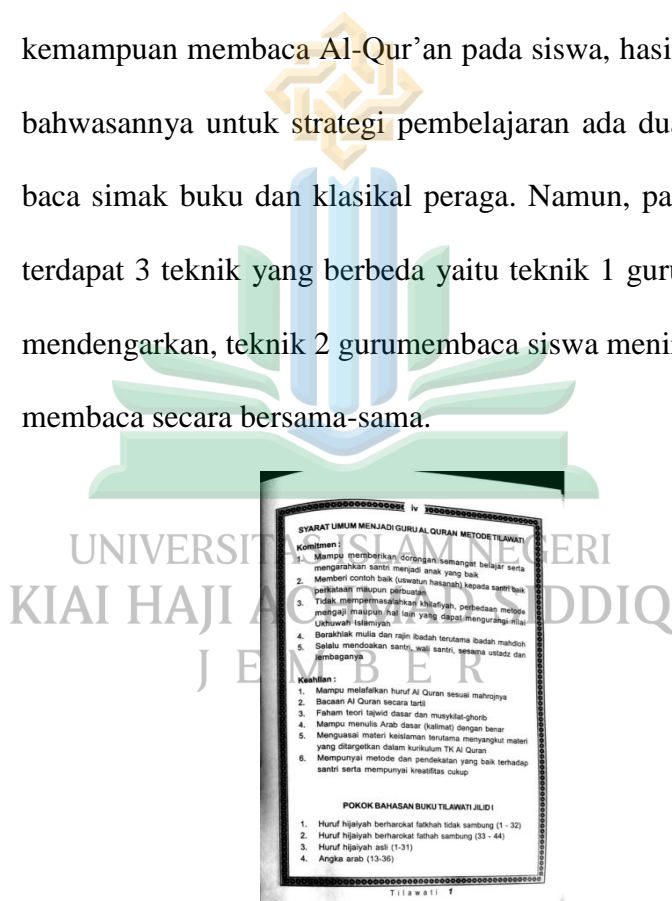 kemampuan membaca Al-Qur’an pada siswa, hasi
bahwasannya untuk strategi pembelajaran ada du
baca simak buku dan klasikal peraga. Namun, pa
terdapat 3 teknik yang berbeda yaitu teknik 1 gur
mendengarkan, teknik 2 gurumembaca siswa meni
membaca secara bersama-sama.
iv
SYARAT UMUM MENJADI GURU AL QURAN METODE TILAWATI
Komitmen :
1. Mampu memberikan dorongan semangat belajar serta
mengarahkan santri menjadi anak yang baik
2. Memberi contoh baik (uswatun hasanah) kepada santri baik
perkataan maupun perbuatan
3. Tidak mempermasalahkan khilafiyah, perbedaan metode
mengaji maupun hal lain yang dapat mengurangi nilai
Ukhuwah Islamiyah
4. Berakhlak mulia dan rajin ibadah terutama ibadah mahdloh
5. Selalu mendoakan santri, wali santri, sesama ustadz dan
lembaganya
Keahlian :
1. Mampu melafalkan huruf Al Quran sesuai mahrojnya
2. Bacaan Al Quran secara tartil
3. Faham teori tajwid dasar dan musykilat-ghorib
4. Mampu menulis Arab dasar (kalimat) dengan benar
5. Menguasai materi keislaman terutama menyangkut materi
yang ditargetkan dalam kurikulum TK Al Quran
6. Mempunyai metode dan pendekatan yang baik terhadap
santri serta mempunyai kreatifitas cukup
POKOK BAHASAN BUKU TILAWATI JILID I
1. Huruf hijaiyah berharokat fatkhah tidak sambung (1 - 32)
2. Huruf hijaiyah berharokat fathah sambung (33 - 44)
3. Huruf hijaiyah asli (1-31)
4. Angka arab (13-36)
Tilawati 1
UNIVERSITAS ISLAM NEGERI
KIAI HAJI ACHMAD SIDDIQ
JEMBER